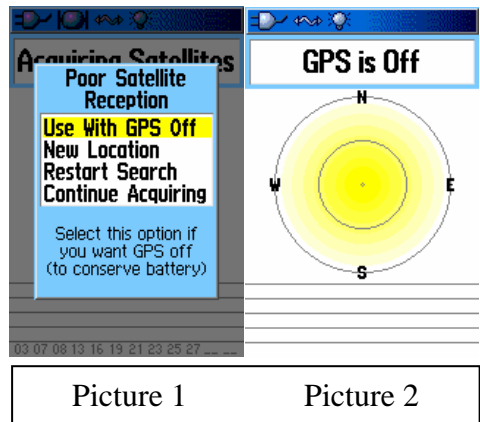 Acquiring Satellites
Poor Satellite
Reception
Use With GPS Off
New Location
Restart Search
Continue Acquiring
Select this option if
you want GPS off
(to conserve battery)
03 07 08 13 16 19 21 23 25 27 __ __
GPS is Off
N
W
E
S
Picture 1
Picture 2